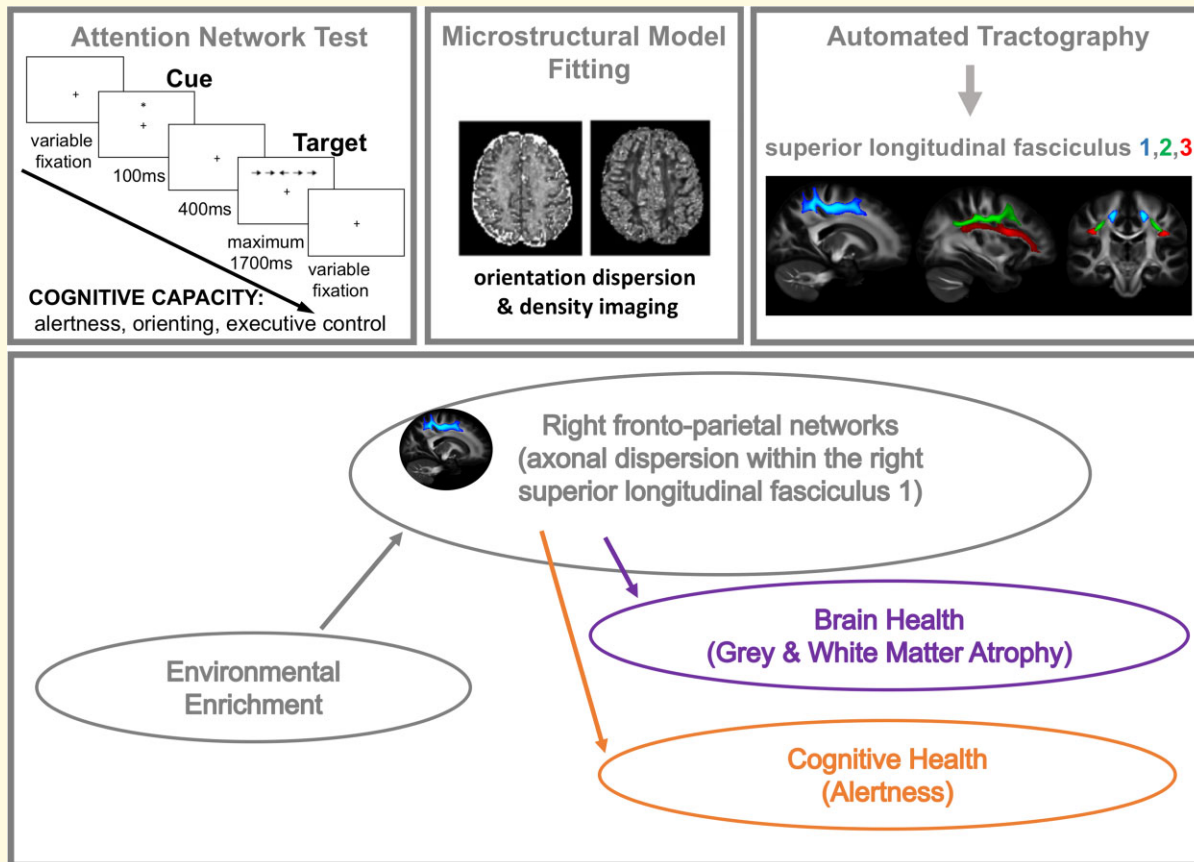 Attention Network Test
Cue
*
+
+
variable
fixation
+
Target
100ms
+
400ms
+
maximum
1700ms
variable
fixation
COGNITIVE CAPACITY:
alertness, orienting, executive control
Microstructural Model
Fitting
orientation dispersion
& density imaging
Automated Tractography
superior longitudinal fasciculus 1,2,3
Right fronto-parietal networks
(axonal dispersion within the right
superior longitudinal fasciculus 1)
Environmental
Enrichment
Brain Health
(Grey & White Matter Atrophy)
Cognitive Health
(Alertness)